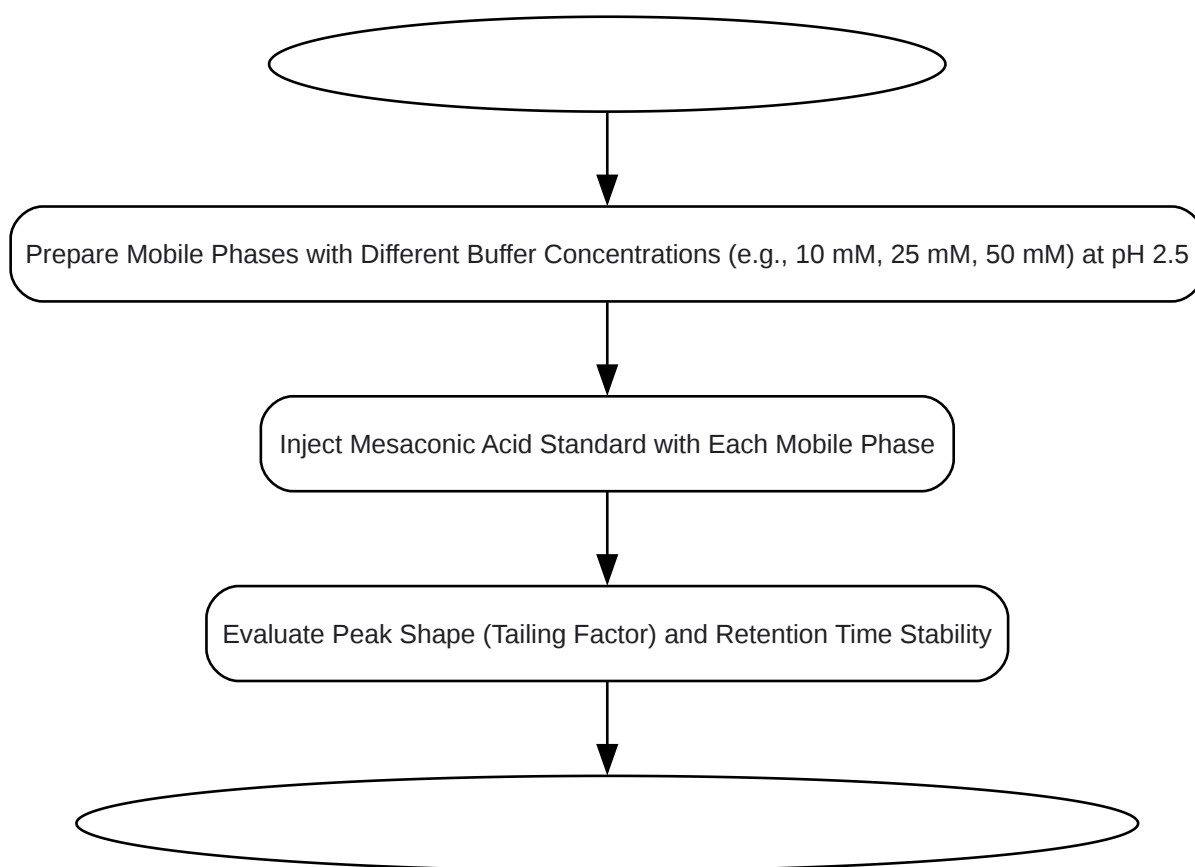 Prepare Mobile Phases with Different Buffer Concentrations (e.g., 10 mM, 25 mM, 50 mM) at pH 2.5
Inject Mesaconic Acid Standard with Each Mobile Phase
Evaluate Peak Shape (Tailing Factor) and Retention Time Stability